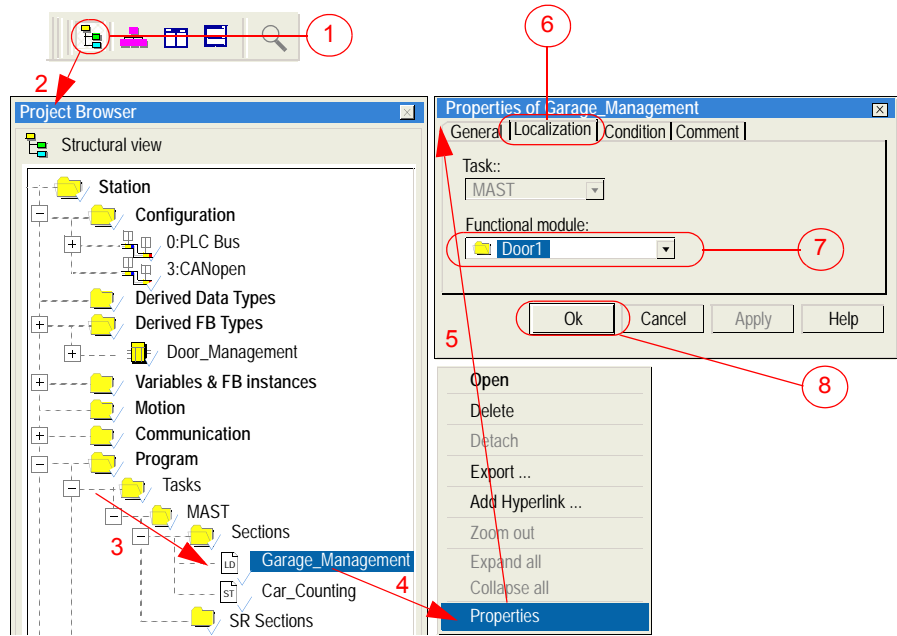 1
2
Project Browser
Structural view
Station
Configuration
0:PLC Bus
3:CANopen
Derived Data Types
Derived FB Types
Door_Management
Variables & FB instances
Motion
Communication
Program
Tasks
MAST
3
Sections
LD
Garage_Management
ST
Car_Counting
SR Sections
4
6
Properties of Garage_Management
General
Localization
Condition
Comment
Task::
MAST
Functional module:
Door1
7
5
Ok
Cancel
Apply
Help
8
Open
Delete
Detach
Export ...
Add Hyperlink ...
Zoom out
Expand all
Collapse all
Properties